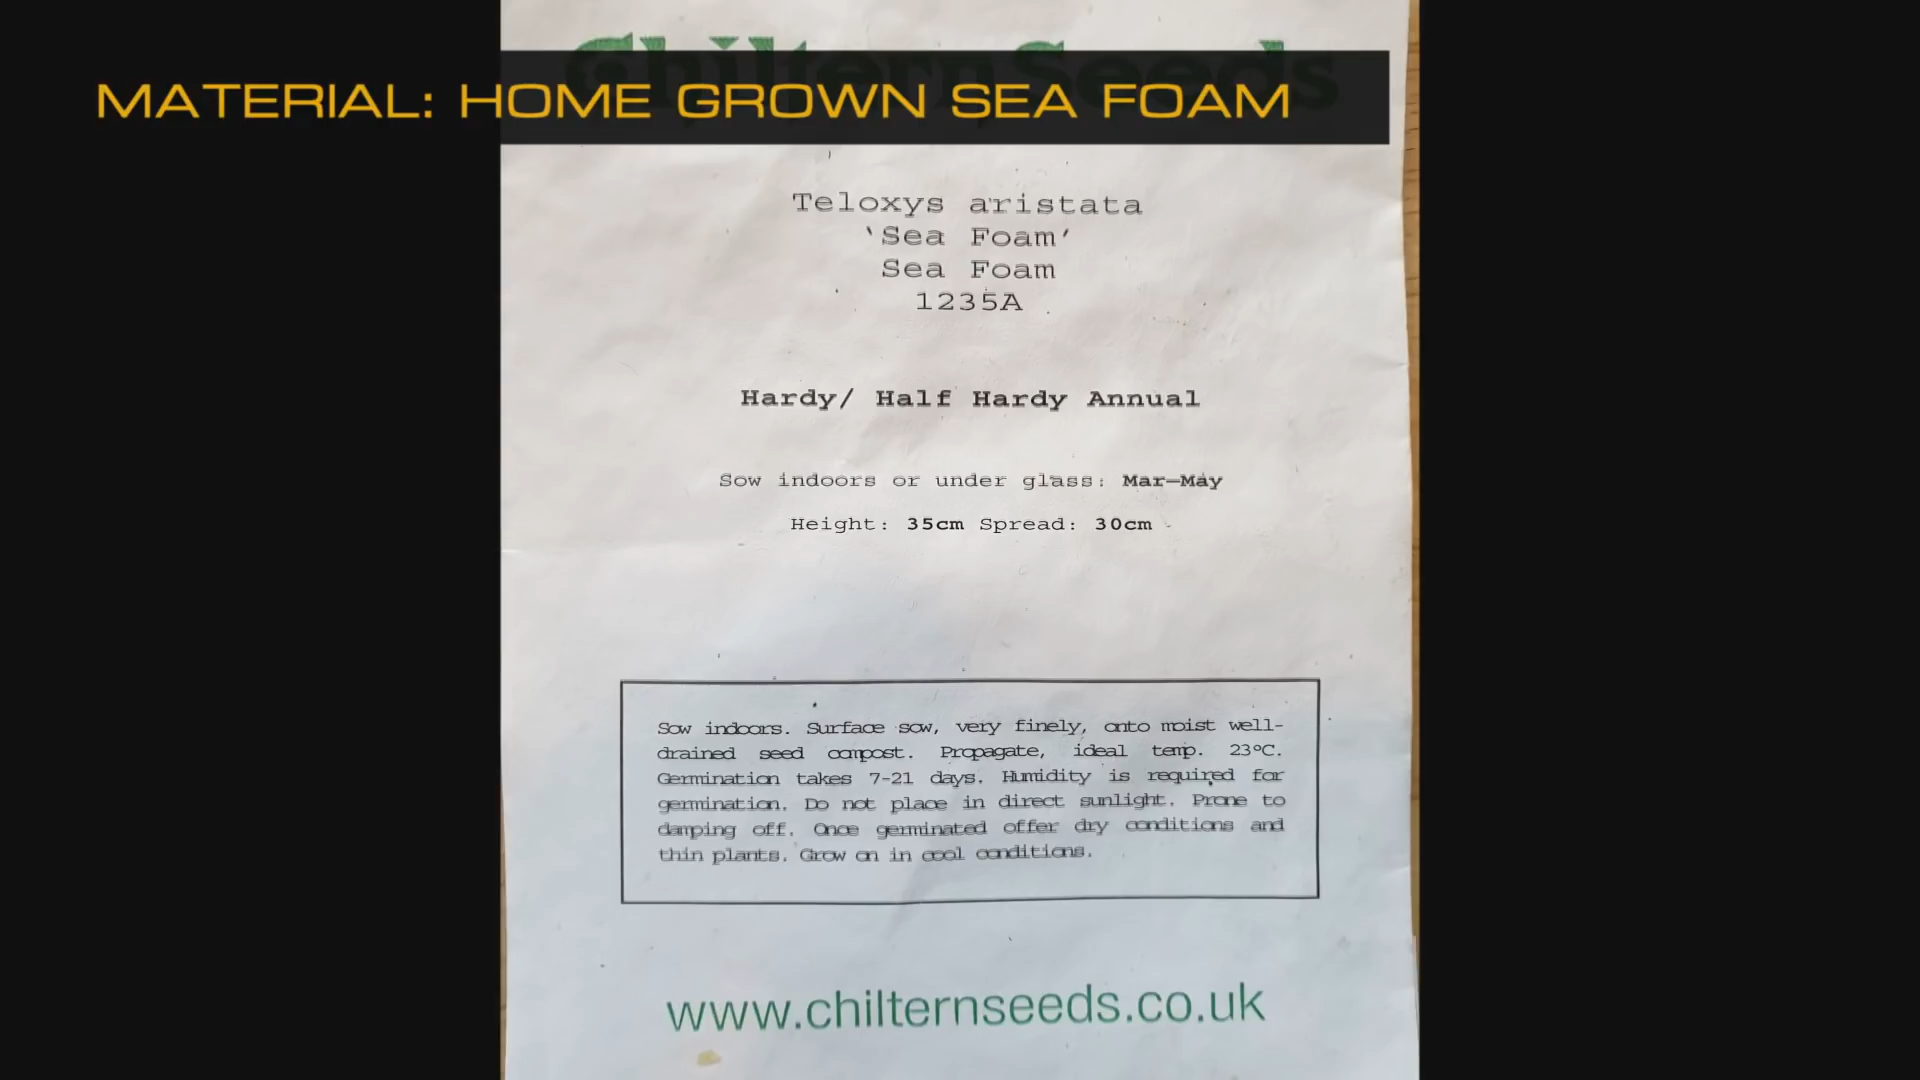 Chiltern Seeds
MATERIAL: HOME GROWN SEA FOAM
Teloxys aristata
‘Sea Foam’
Sea Foam
1235A
Hardy/ Half Hardy Annual
Sow indoors or under glass: Mar—May
Height: 35cm Spread: 30cm
Sow indoors. Surface sow, very finely, onto moist well-
drained seed compost. Propagate, ideal temp. 23°C.
Germination takes 7-21 days. Humidity is required for
germination. Do not place in direct sunlight. Prone to
damping off. Once germinated offer dry conditions and
thin plants. Grow on in cool conditions.
www.chilternseeds.co.uk